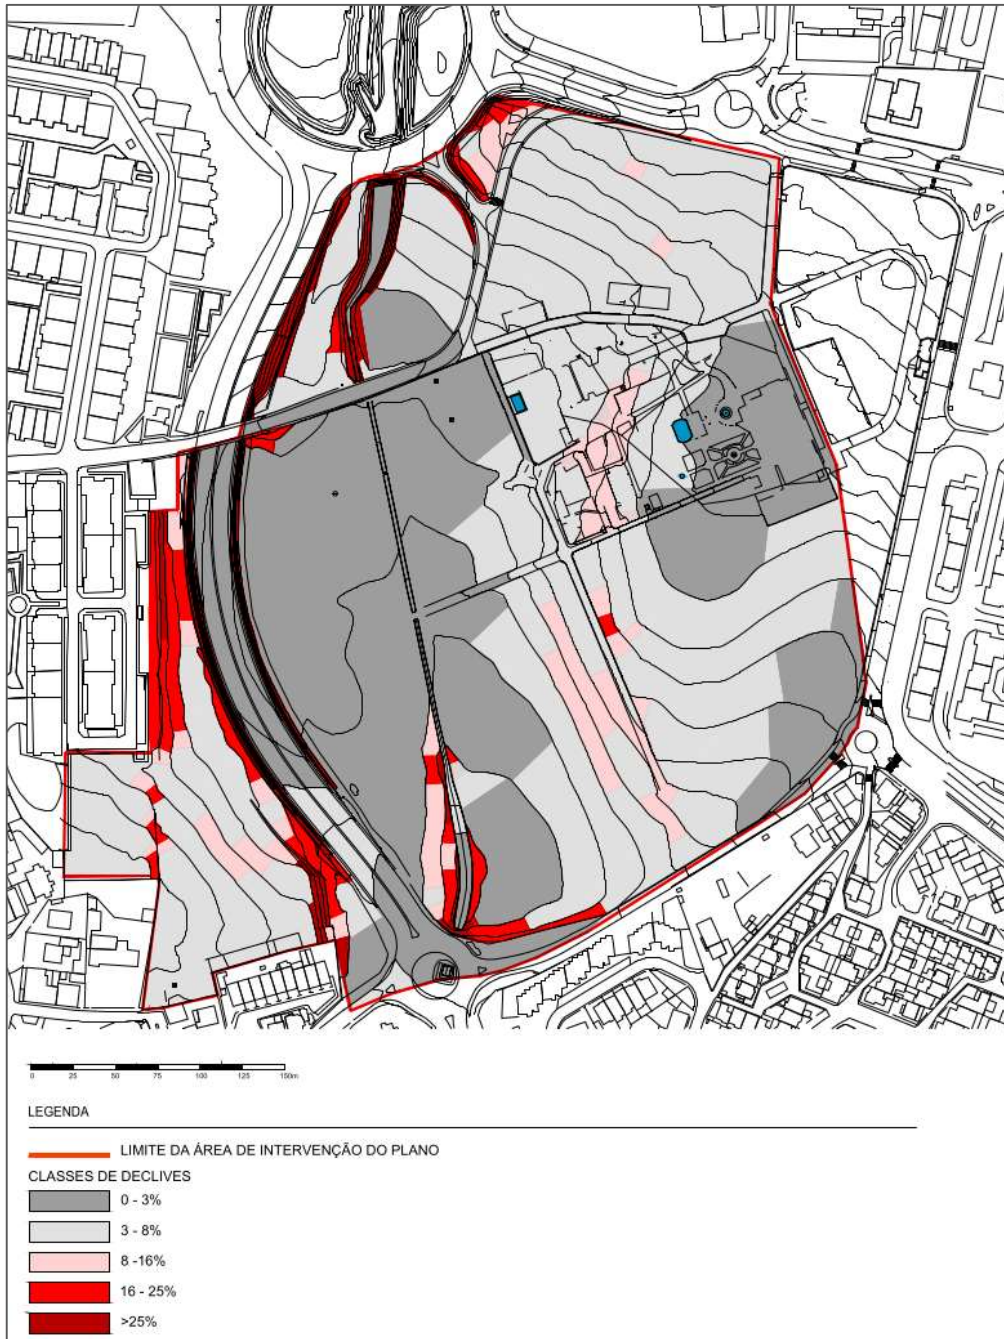 0 25 50 75 100 125 150m
LEGENDA
LIMITE DA ÁREA DE INTERVENÇÃO DO PLANO
CLASSES DE DECLIVES
0 - 3%
3 - 8%
8 -16%
16 - 25%
>25%